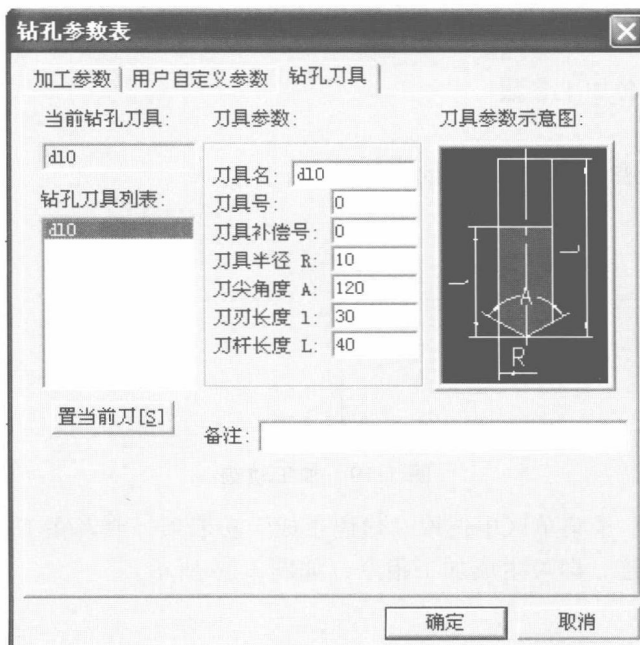 钻孔参数表
加工参数 用户自定义参数 钻孔刀具
当前钻孔刀具:
d10
钻孔刀具列表:
d10
置当前刀[S]
刀具参数:
刀具名: d10
刀具号: 0
刀具补偿号: 0
刀具半径 R: 10
刀尖角度 A: 120
刀刃长度 l: 30
刀杆长度 L: 40
刀具参数示意图:
l
L
A
R
备注:
确定 取消